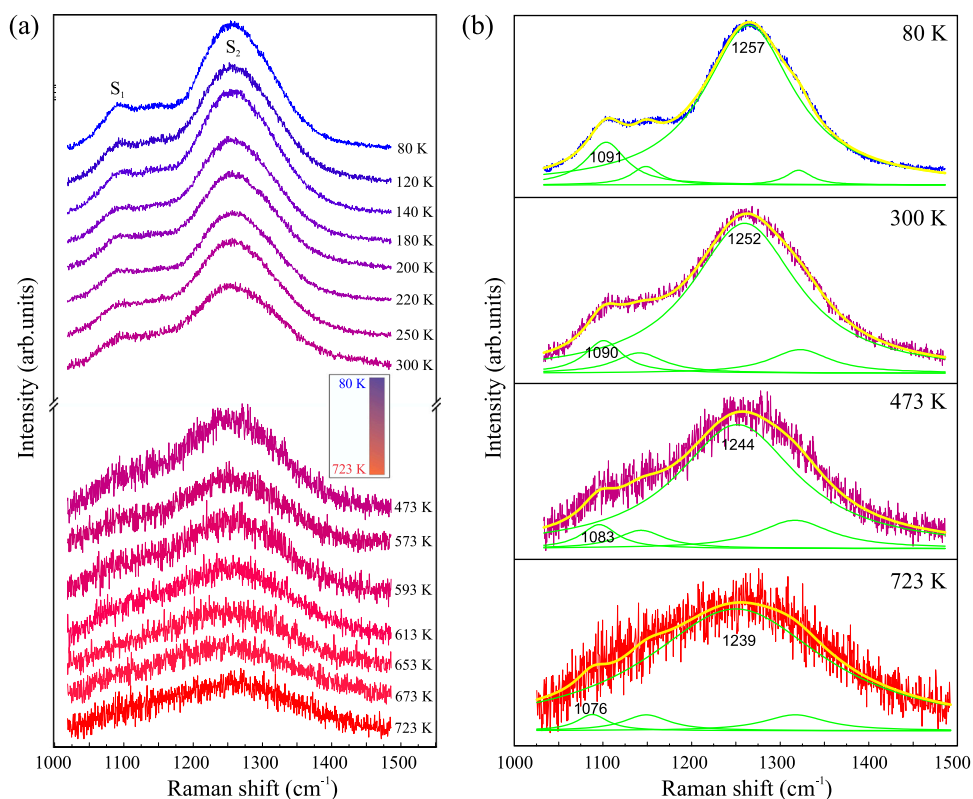 (a)
S₁
S₂
80 K
120 K
140 K
180 K
200 K
220 K
250 K
300 K
80 K
723 K
473 K
573 K
593 K
613 K
653 K
673 K
723 K
Intensity (arb.units)
1000 1100 1200 1300 1400 1500
Raman shift (cm⁻¹)
(b)
80 K
1257
1091
300 K
1252
1090
473 K
1244
1083
723 K
1239
1076
Intensity (arb.units)
1000 1100 1200 1300 1400 1500
Raman shift (cm⁻¹)